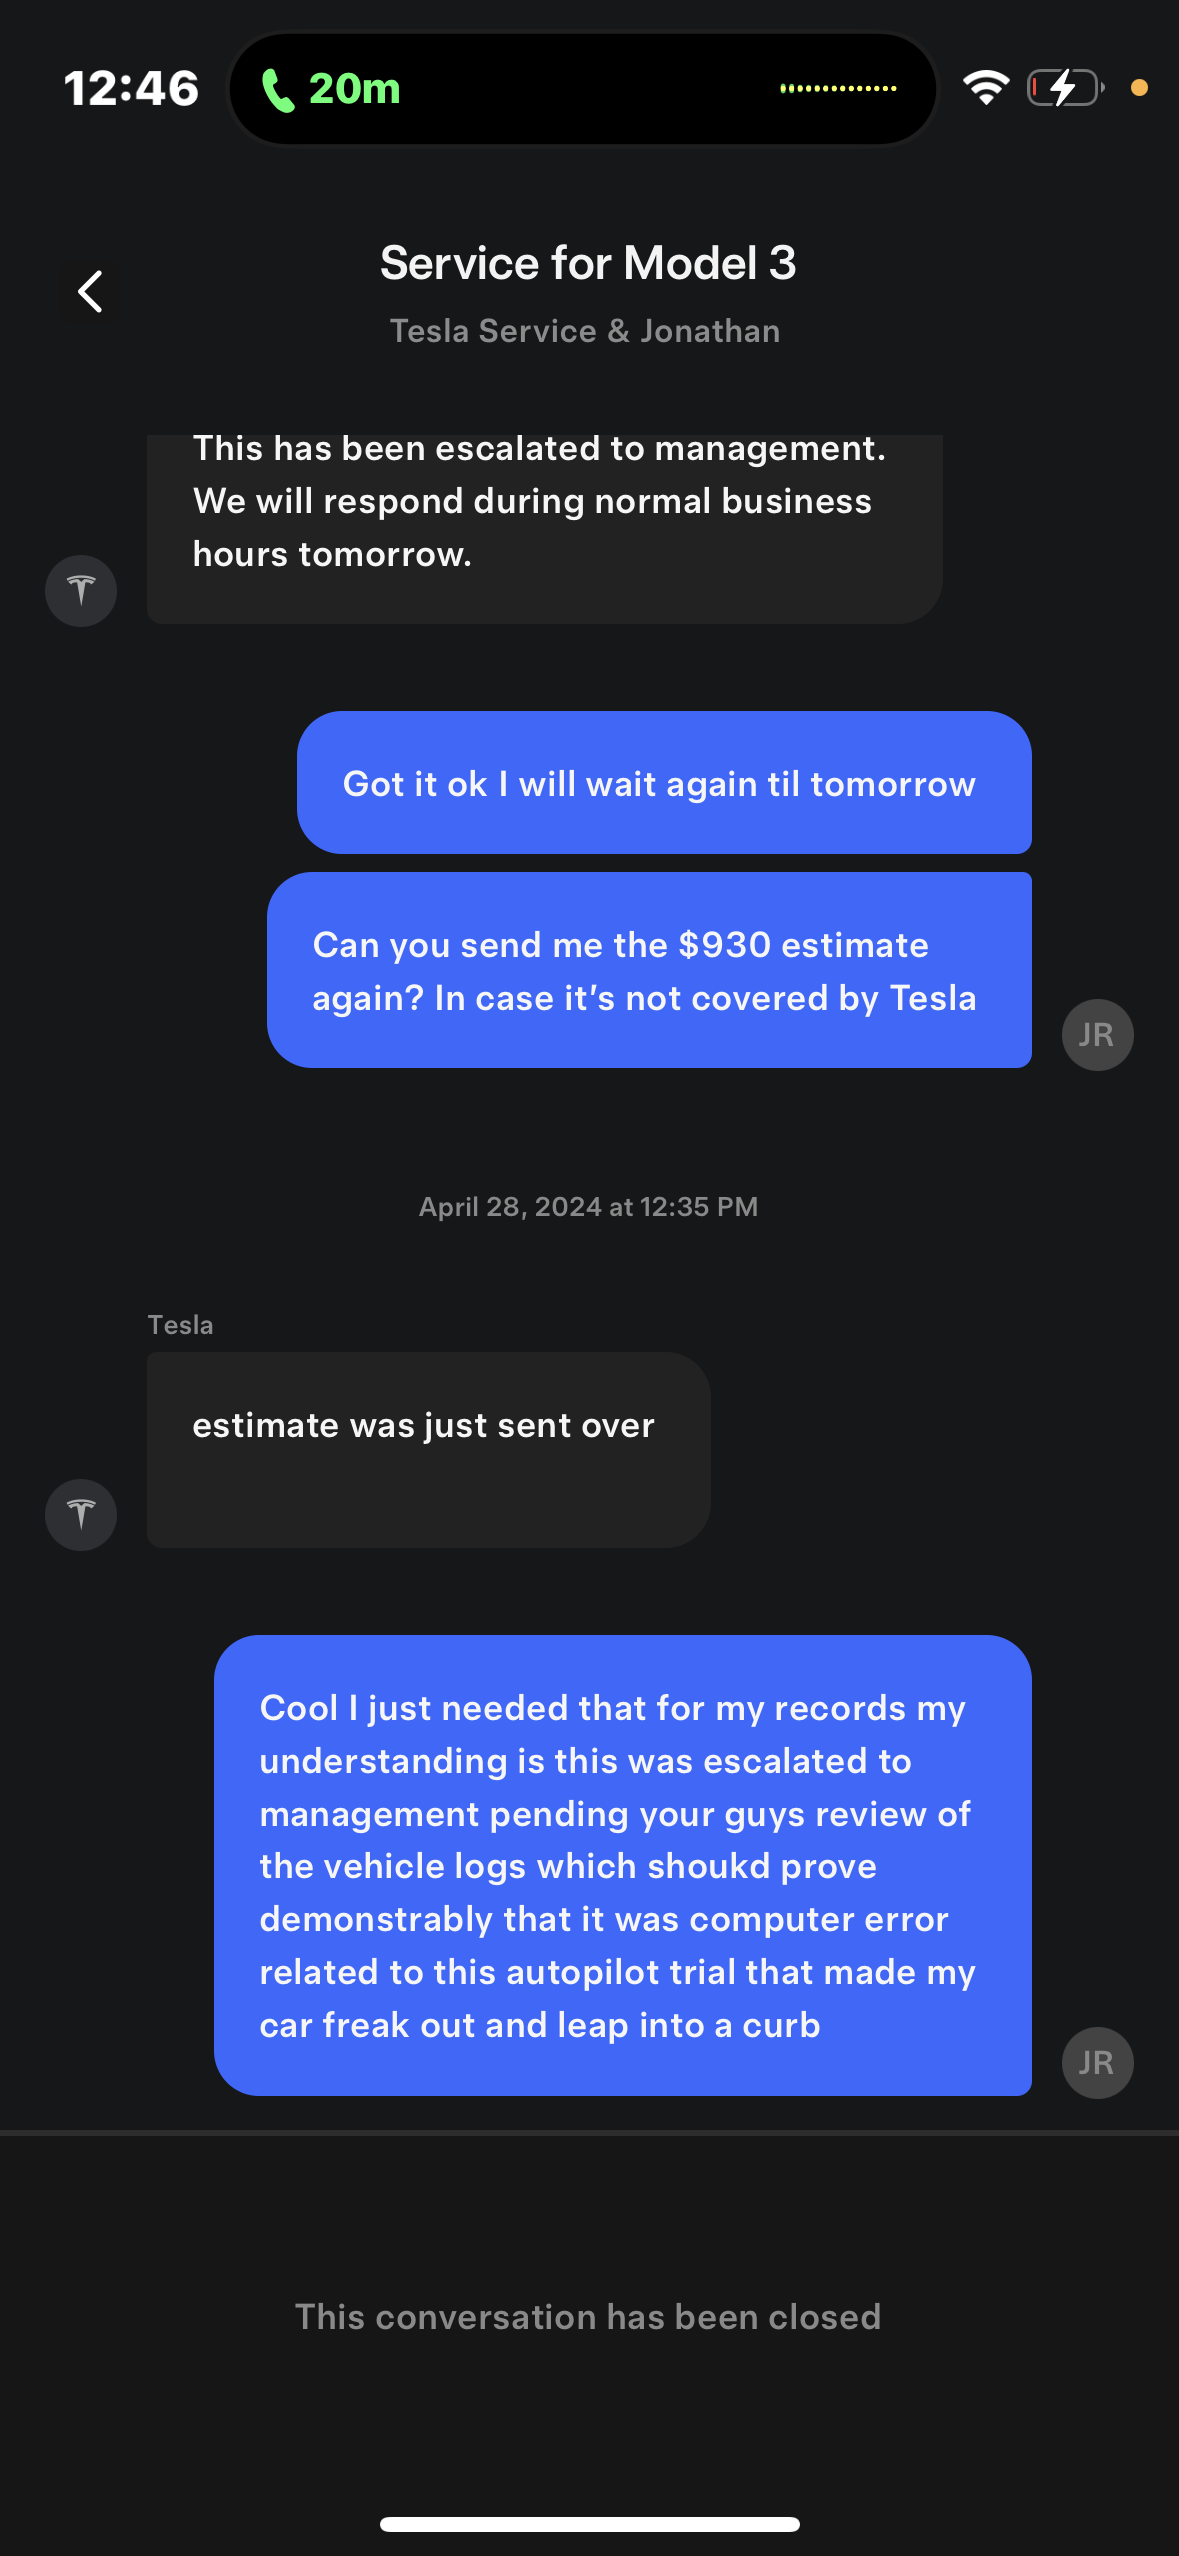 12:46
20m
Service for Model 3
Tesla Service & Jonathan
This has been escalated to management.
We will respond during normal business
hours tomorrow.
Got it ok I will wait again til tomorrow
Can you send me the $930 estimate
again? In case it's not covered by Tesla
JR
April 28, 2024 at 12:35 PM
Tesla
estimate was just sent over
Cool I just needed that for my records my
understanding is this was escalated to
management pending your guys review of
the vehicle logs which shoukd prove
demonstrably that it was computer error
related to this autopilot trial that made my
car freak out and leap into a curb
JR
This conversation has been closed